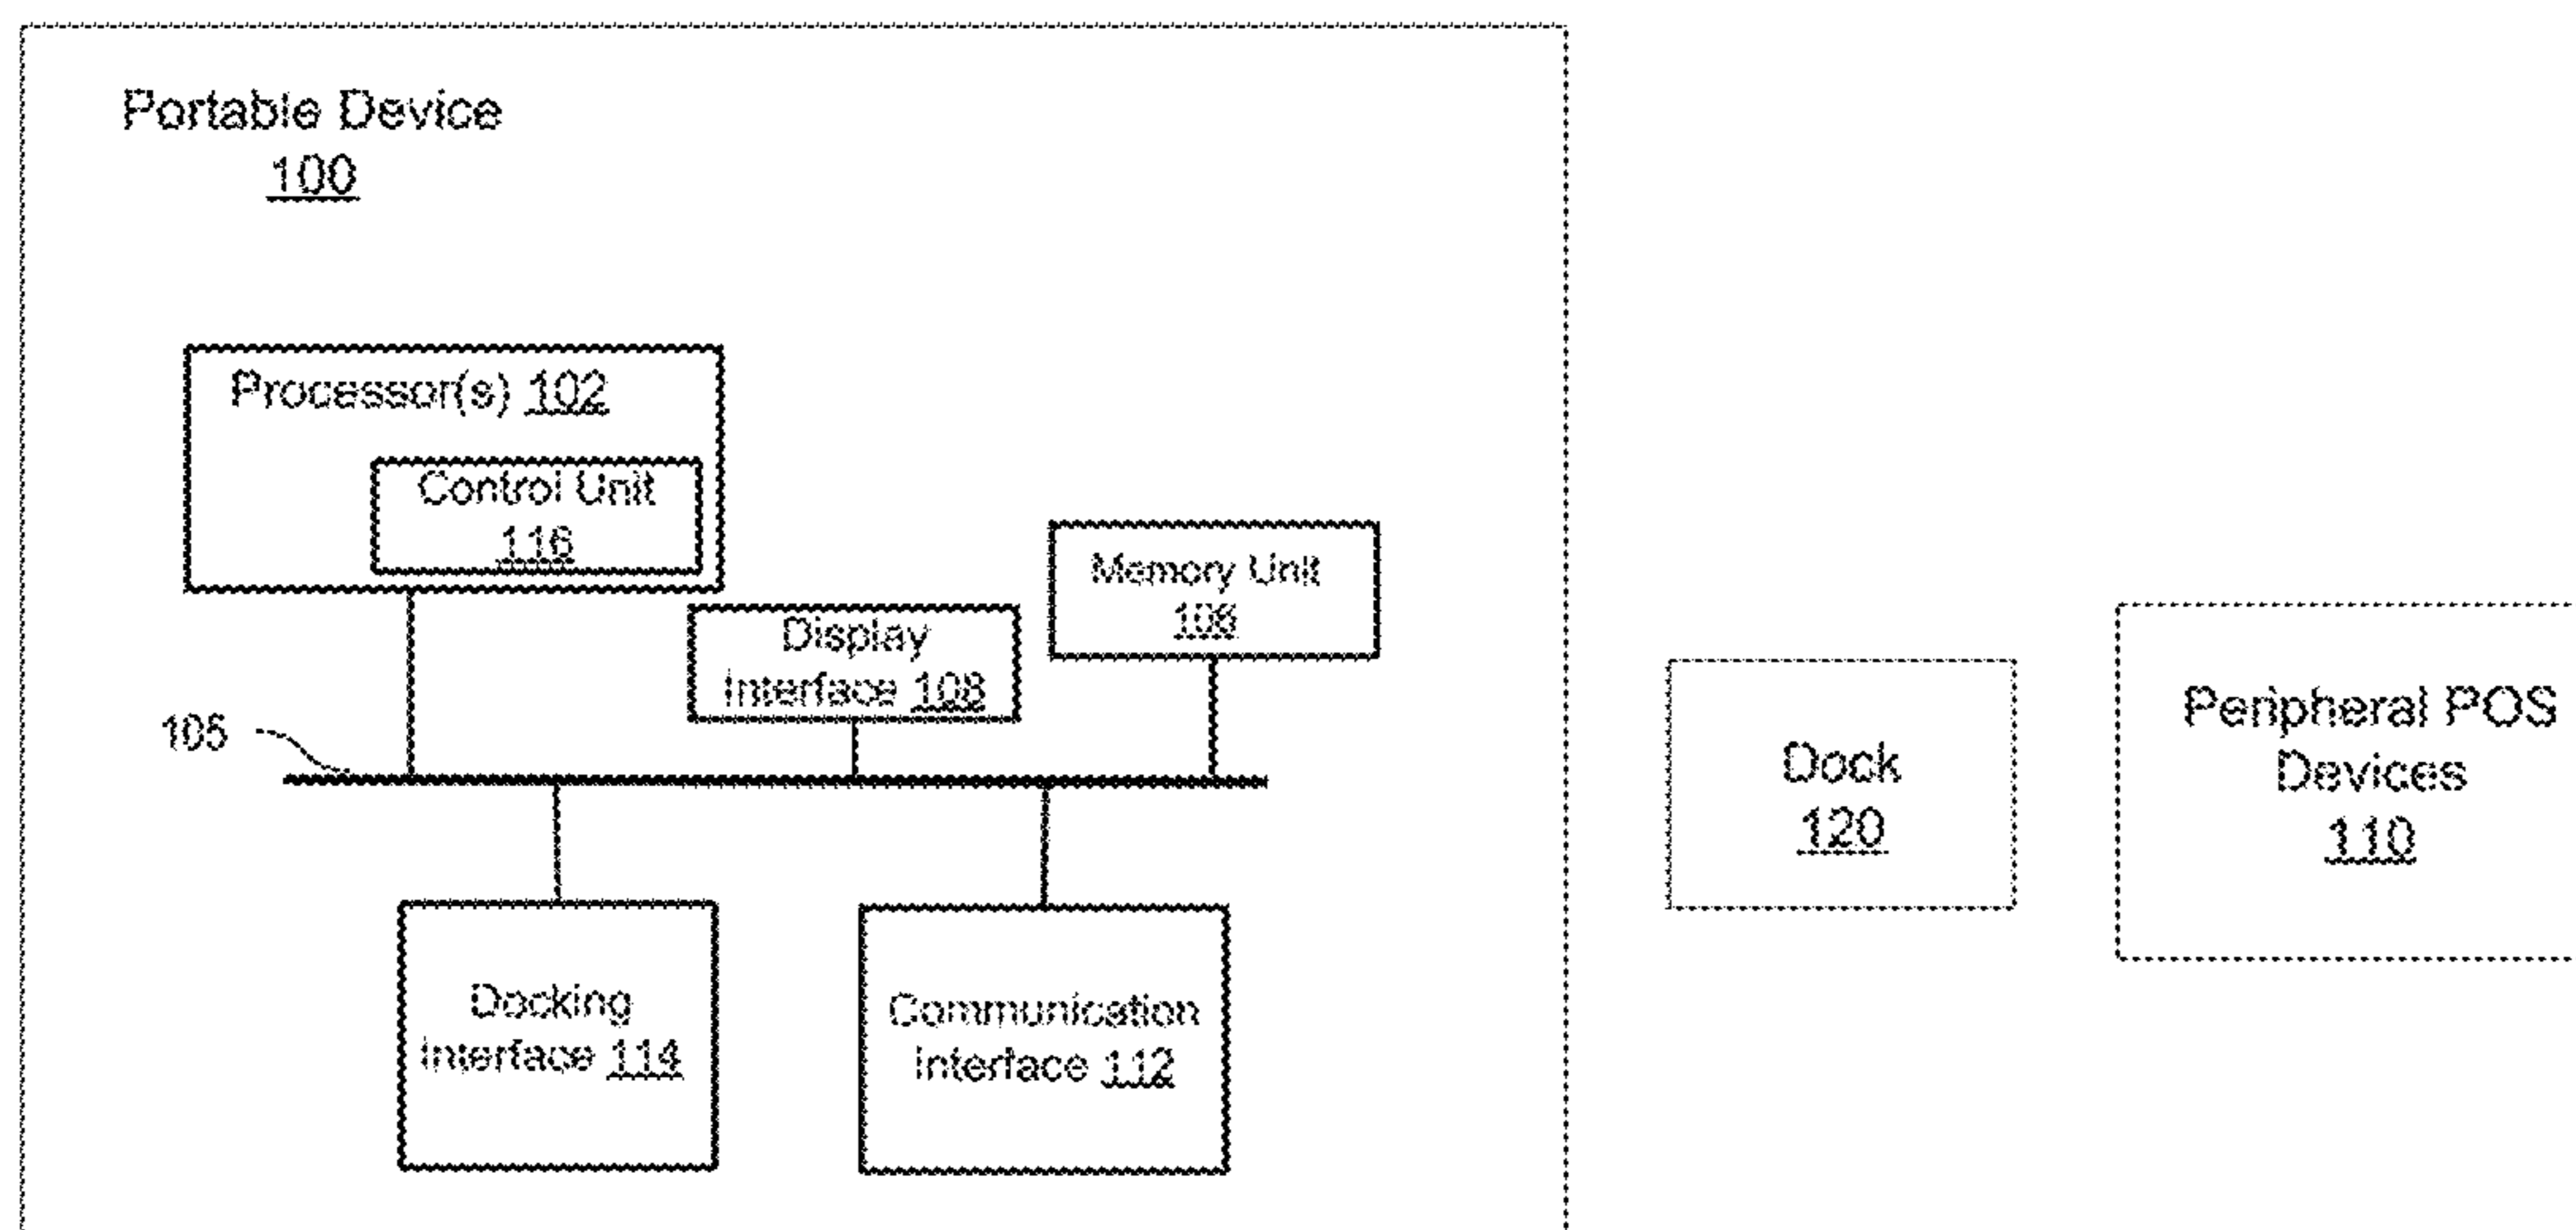 Portable Device
100
Processor(s) 102
Control Unit
116
Memory Unit
106
Display
Interface 108
105
Dock
120
Peripheral POS
Devices
110
Docking
Interface 114
Communication
Interface 112